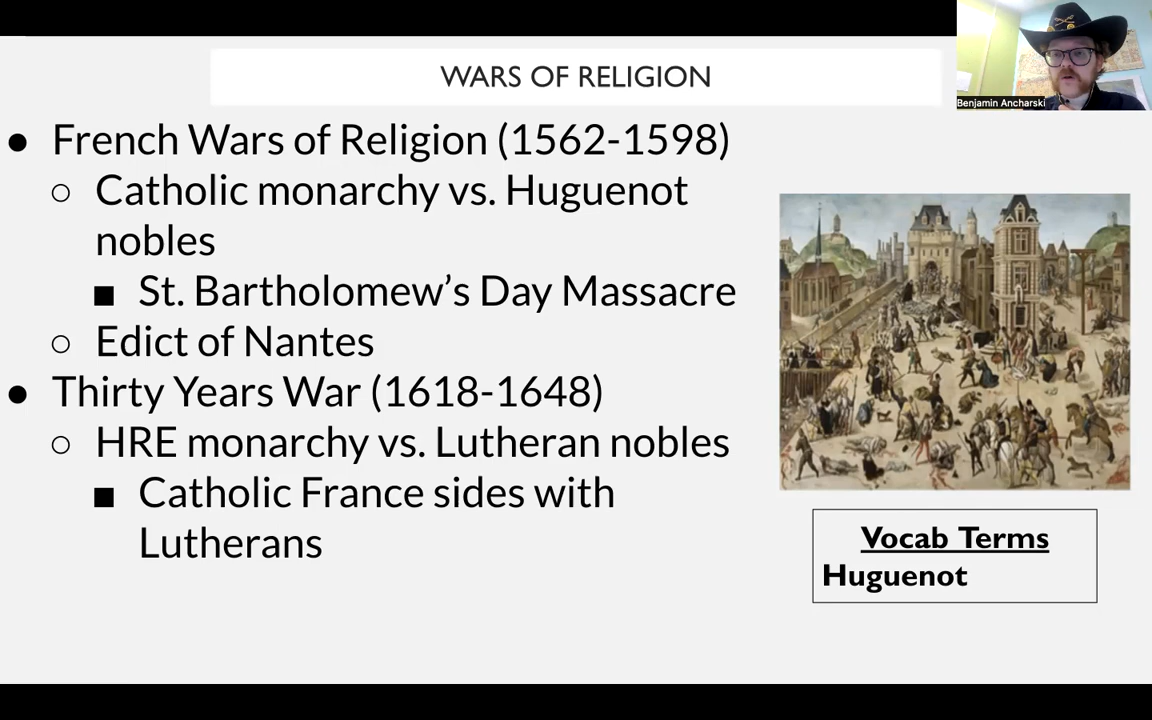 WARS OF RELIGION
Benjamin Ancharski
● French Wars of Religion (1562-1598)
○ Catholic monarchy vs. Huguenot
nobles
■ St. Bartholomew’s Day Massacre
○ Edict of Nantes
● Thirty Years War (1618-1648)
○ HRE monarchy vs. Lutheran nobles
■ Catholic France sides with
Lutherans
Vocab Terms
Huguenot